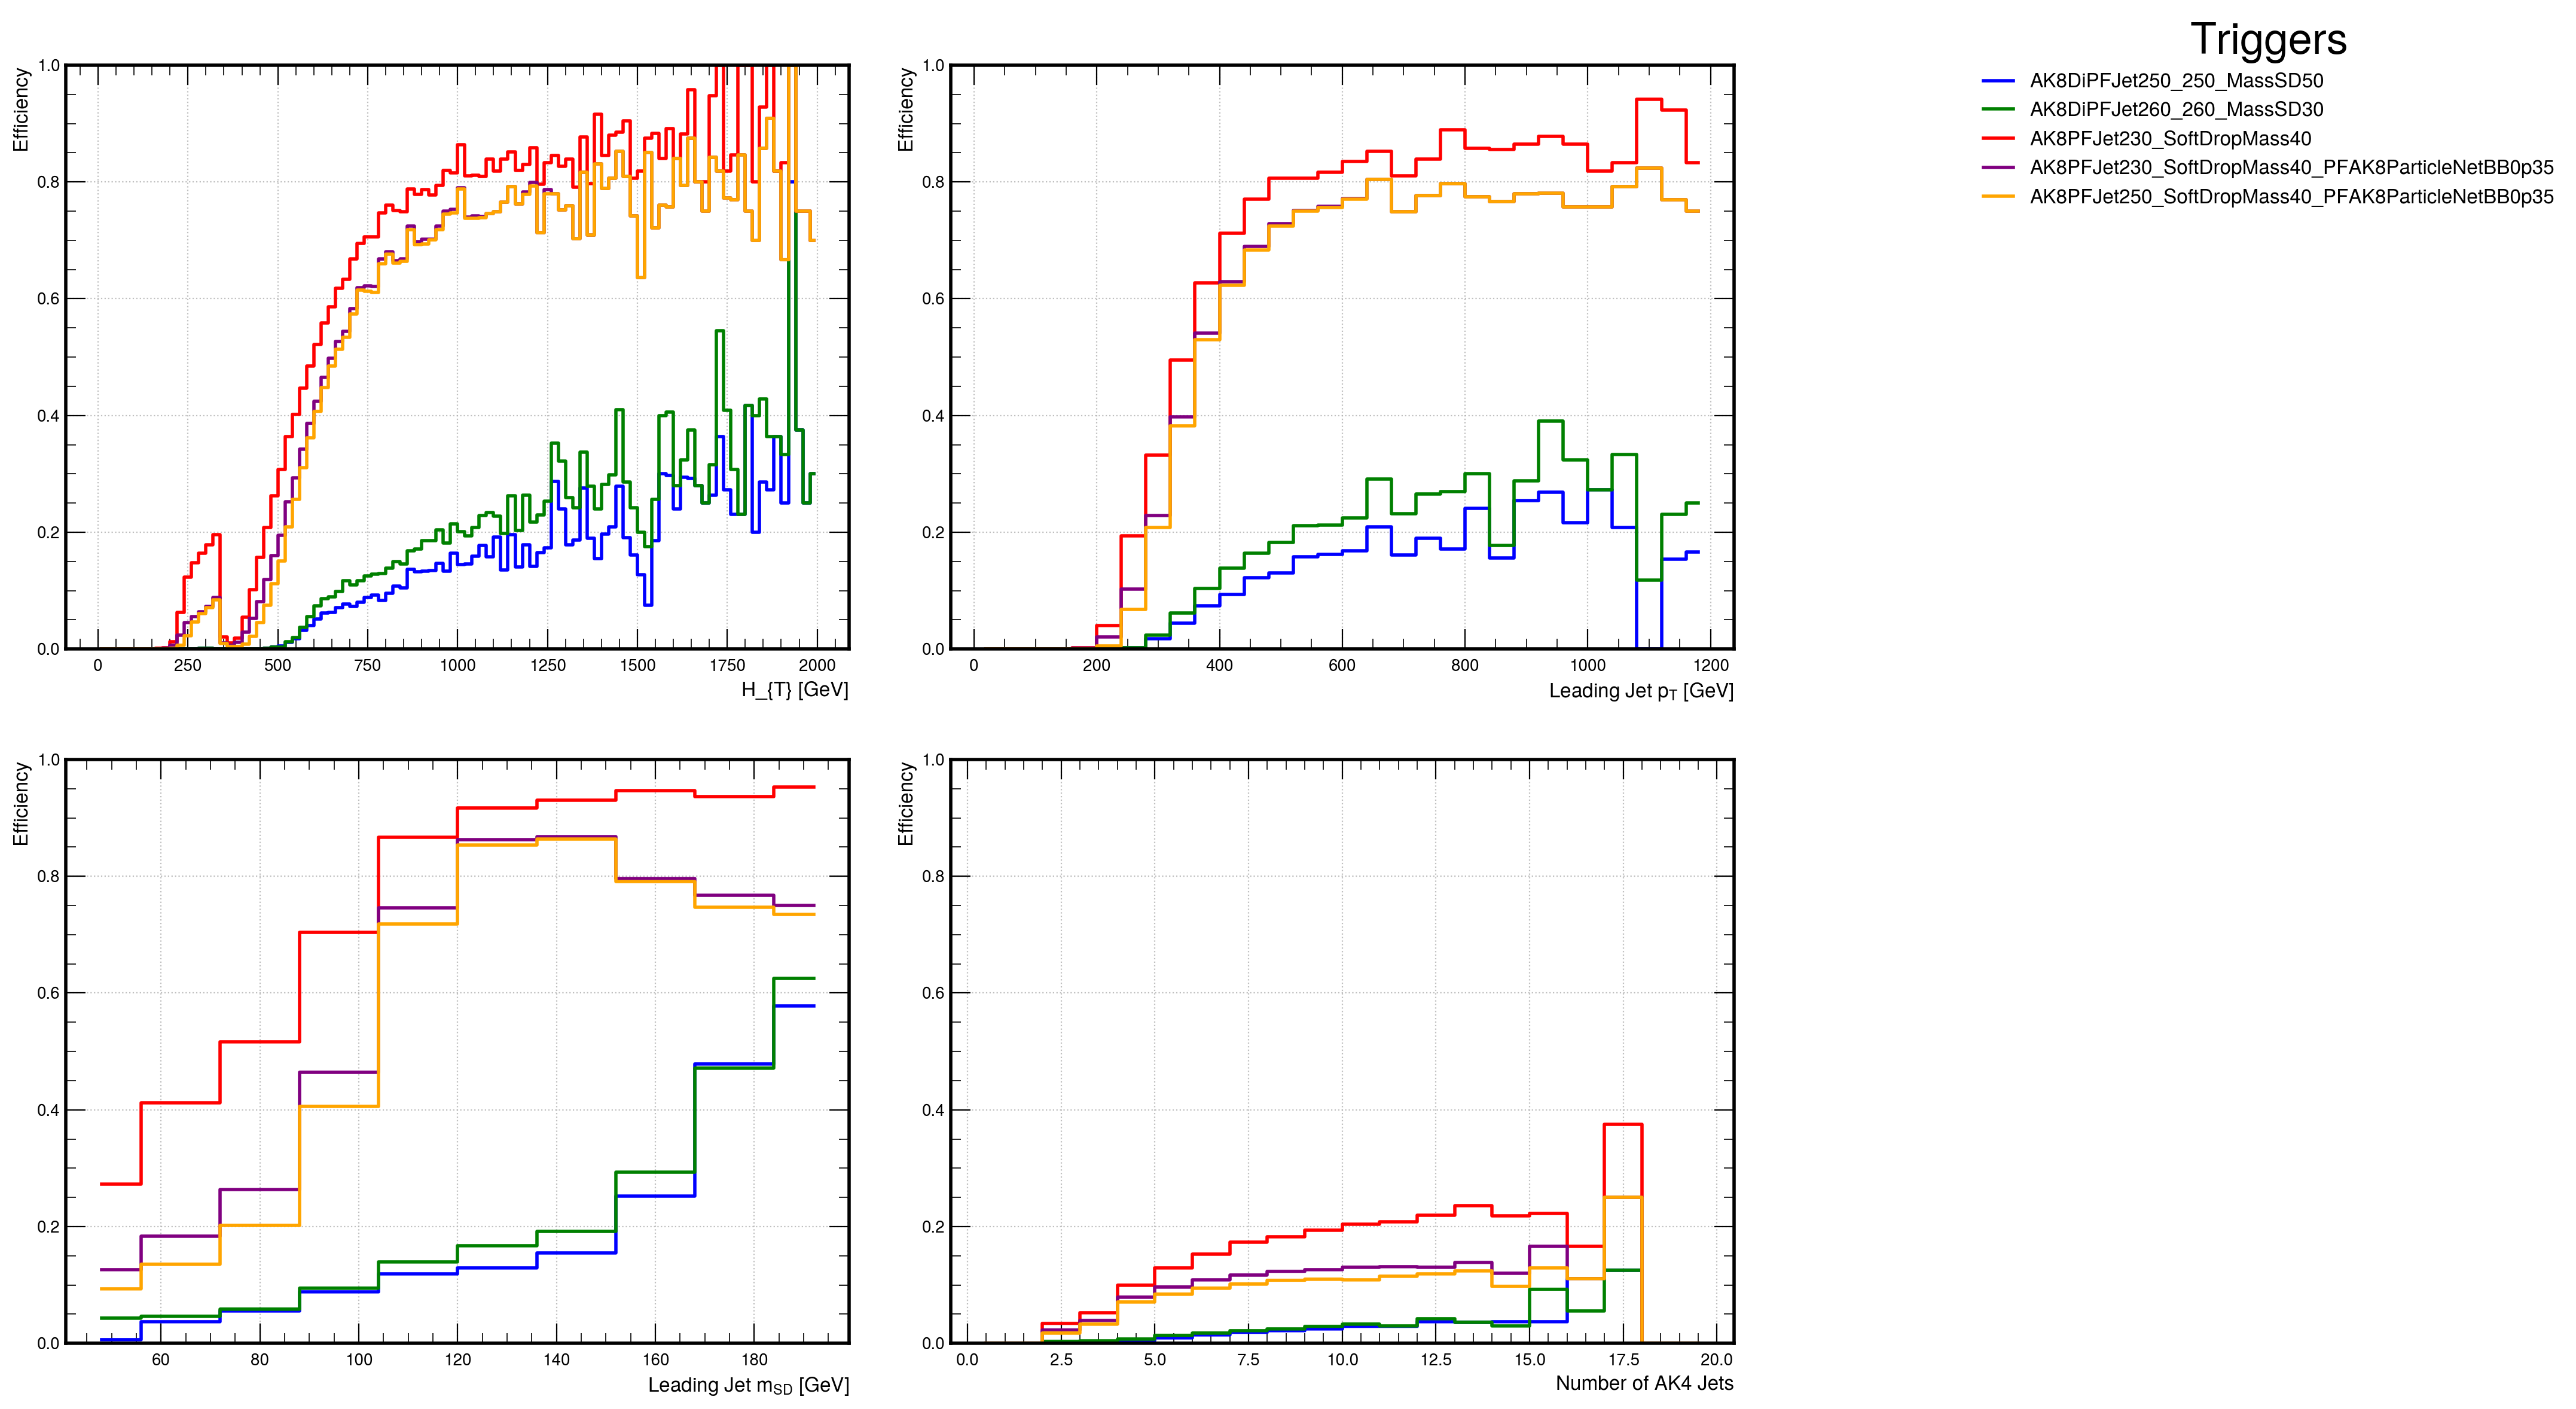 Triggers
AK8DiPFJet250_250_MassSD50
AK8DiPFJet260_260_MassSD30
AK8PFJet230_SoftDropMass40
AK8PFJet230_SoftDropMass40_PFAK8ParticleNetBB0p35
AK8PFJet250_SoftDropMass40_PFAK8ParticleNetBB0p35
Efficiency
1.0
0.8
0.6
0.4
0.2
0.0
0 250 500 750 1000 1250 1500 1750 2000
H_{T} [GeV]
Efficiency
1.0
0.8
0.6
0.4
0.2
0.0
0 200 400 600 800 1000 1200
Leading Jet p_T [GeV]
Efficiency
1.0
0.8
0.6
0.4
0.2
0.0
60 80 100 120 140 160 180
Leading Jet m_SD [GeV]
Efficiency
1.0
0.8
0.6
0.4
0.2
0.0
0.0 2.5 5.0 7.5 10.0 12.5 15.0 17.5 20.0
Number of AK4 Jets